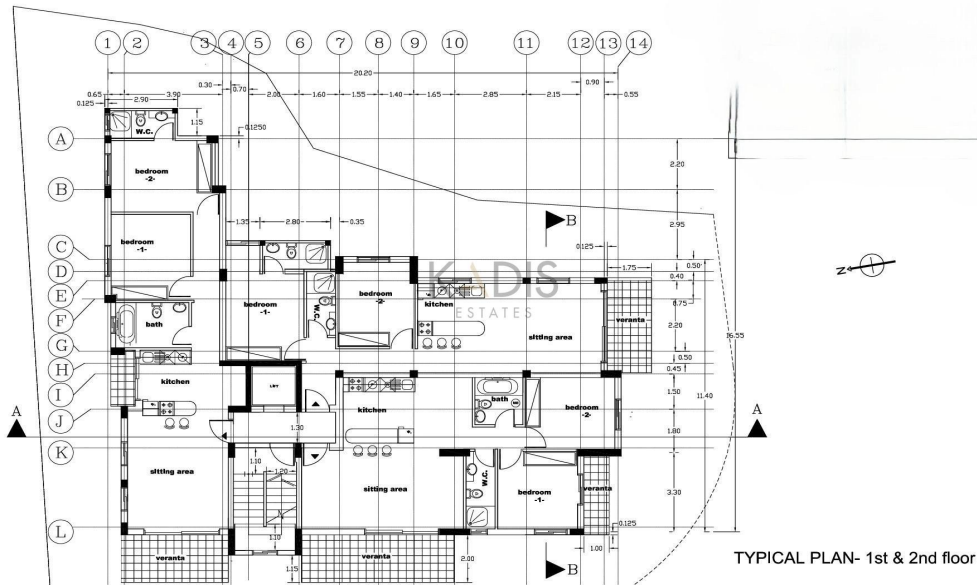 1 2 3 4 5 6 7 8 9 10 11 12 13 14
20.20
0.90
0.30
0.65 3.90 0.70 2.00 1.60 1.55 1.40 1.65 2.85 2.15 0.55
0.125 2.90
1.15
W.C.
0.1250
A
bedroom
-2-
2.20
B
B
1.35 2.80 0.35
2.95
bedroom
-1-
C
0.125
D
1.75
0.50
0.40
N
E
bedroom
-1-
W.C.
bedroom
-2-
KADIS
ESTATES
kitchen
F
bath
sitting area
veranta
2.20
16.55
G
0.50
H
0.45
kitchen
LIFT
I
kitchen
bath
bedroom
-2-
1.50
11.40
A
J
1.30
1.80
A
K
1.10
1.20
sitting area
sitting area
W.C.
bedroom
-1-
veranta
3.30
L
1.10
0.125
1.00
veranta
1.15
veranta
2.00
B
TYPICAL PLAN- 1st & 2nd floor